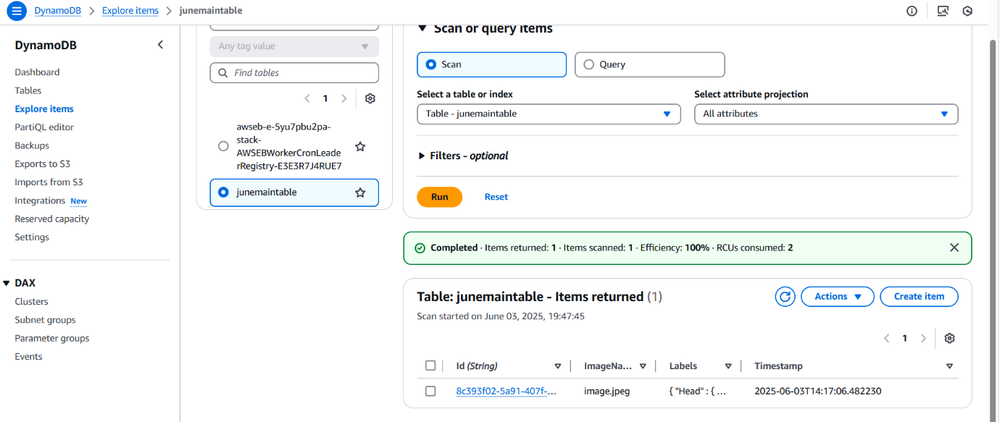 DynamoDB > Explore items > junemaintable
DynamoDB
Dashboard
Tables
Explore items
PartiQL editor
Backups
Exports to S3
Imports from S3
Integrations New
Reserved capacity
Settings
DAX
Clusters
Subnet groups
Parameter groups
Events
Any tag value
Find tables
1
awseb-e-5yu7pbu2pa-
stack-
AWSEBWorkerCronLeade
rRegistry-E3E3R7J4RUE7
junemaintable
Scan or query items
Scan
Query
Select a table or index
Table - junemaintable
Select attribute projection
All attributes
Filters - optional
Run
Reset
Completed · Items returned: 1 · Items scanned: 1 · Efficiency: 100% · RCUs consumed: 2
Table: junemaintable - Items returned (1)
Scan started on June 03, 2025, 19:47:45
Actions
Create item
1
Id (String)
ImageNa...
Labels
Timestamp
8c393f02-5a91-407f-...
image.jpeg
{ "Head" : { ...
2025-06-03T14:17:06.482230